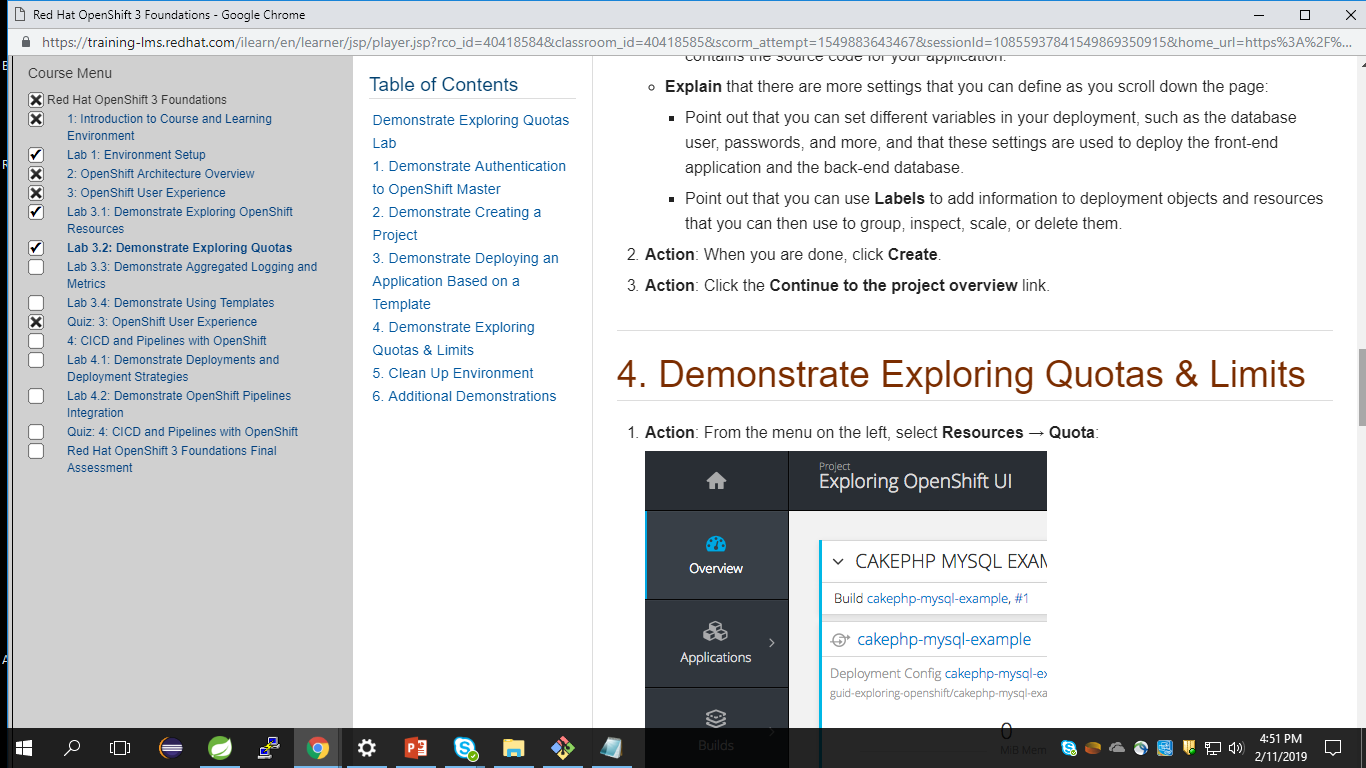 Red Hat OpenShift 3 Foundations - Google Chrome
https://training-lms.redhat.com/ilearn/en/learner/jsp/player.jsp?rco_id=40418584&classroom_id=40418585&scorm_attempt=1549883643467&sessionId=10855937841549869350915&home_url=https%3A%2F%...
Course Menu
Red Hat OpenShift 3 Foundations
1: Introduction to Course and Learning
Environment
Lab 1: Environment Setup
2: OpenShift Architecture Overview
3: OpenShift User Experience
Lab 3.1: Demonstrate Exploring OpenShift
Resources
Lab 3.2: Demonstrate Exploring Quotas
Lab 3.3: Demonstrate Aggregated Logging and
Metrics
Lab 3.4: Demonstrate Using Templates
Quiz: 3: OpenShift User Experience
4: CICD and Pipelines with OpenShift
Lab 4.1: Demonstrate Deployments and
Deployment Strategies
Lab 4.2: Demonstrate OpenShift Pipelines
Integration
Quiz: 4: CICD and Pipelines with OpenShift
Red Hat OpenShift 3 Foundations Final
Assessment
Table of Contents
Demonstrate Exploring Quotas
Lab
1. Demonstrate Authentication
to OpenShift Master
2. Demonstrate Creating a
Project
3. Demonstrate Deploying an
Application Based on a
Template
4. Demonstrate Exploring
Quotas & Limits
5. Clean Up Environment
6. Additional Demonstrations
contains the source code for your application.
Explain that there are more settings that you can define as you scroll down the page:
Point out that you can set different variables in your deployment, such as the database
user, passwords, and more, and that these settings are used to deploy the front-end
application and the back-end database.
Point out that you can use Labels to add information to deployment objects and resources
that you can then use to group, inspect, scale, or delete them.
2. Action: When you are done, click Create.
3. Action: Click the Continue to the project overview link.
4. Demonstrate Exploring Quotas & Limits
1. Action: From the menu on the left, select Resources → Quota:
Project
Exploring OpenShift UI
Overview
Applications
Builds
CAKEPHP MYSQL EXAM
Build cakephp-mysql-example, #1
cakephp-mysql-example
Deployment Config cakephp-mysql-ex
guid-exploring-openshift/cakephp-mysql-exa
0
MiB Mem
4:51 PM
2/11/2019